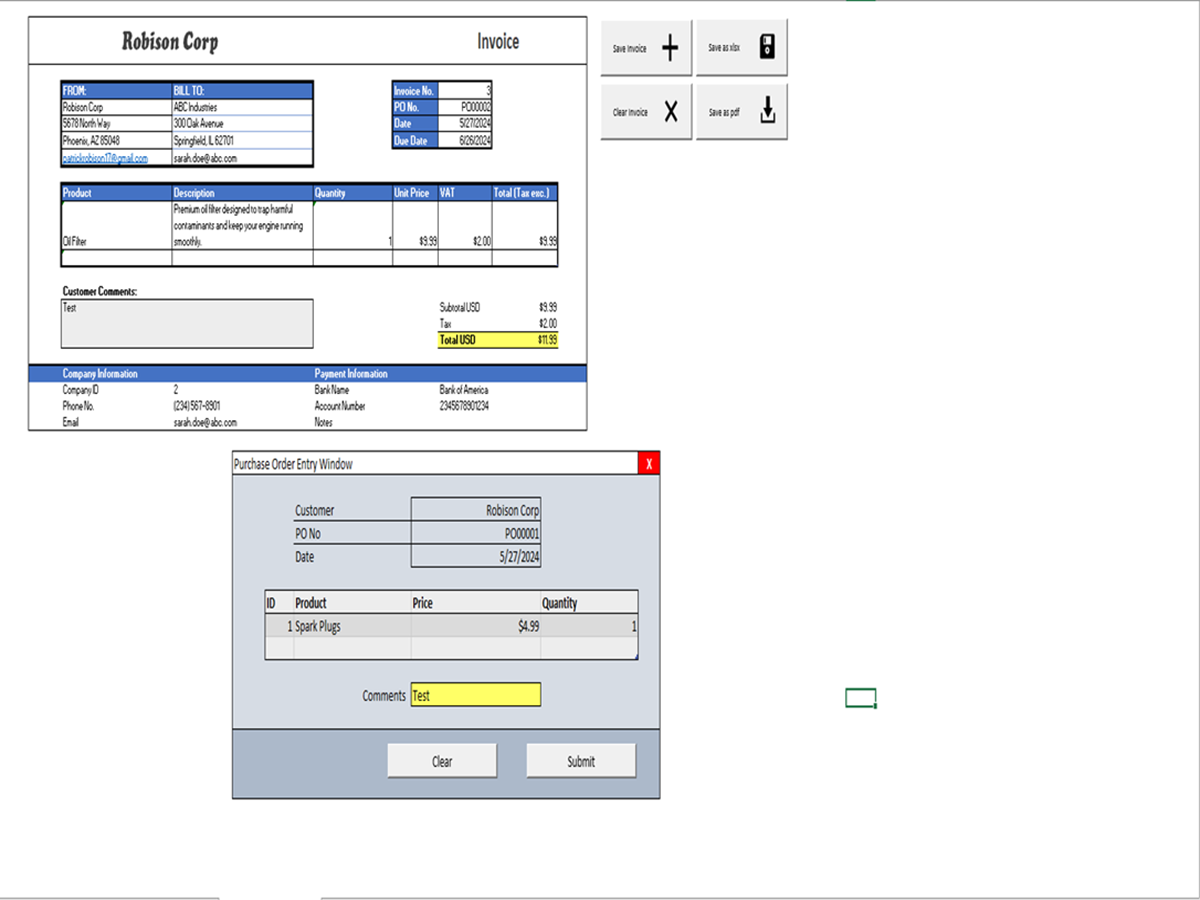 Robison Corp Invoice
Save Invoice
Save as xlsx
Clear Invoice
Save as pdf
FROM: BILL TO:
Robison Corp ABC Industries
5678 North Way 300 Oak Avenue
Phoenix, AZ 85048 Springfield, IL 62701
patrickrobison17@gmail.com sarah.doe@abc.com
Invoice No. 3
PO No. PO00002
Date 5/27/2024
Due Date 6/26/2024
Product Description Quantity Unit Price VAT Total (Tax exc.)
Premium oil filter designed to trap harmful
contaminants and keep your engine running
Oil Filter smoothly. 1 $9.99 $2.00 $9.99
Customer Comments:
Test
Subtotal USD $9.99
Tax $2.00
Total USD $11.99
Company Information Payment Information
Company ID 2 Bank Name Bank of America
Phone No. (234) 567-8901 Account Number 2345678901234
Email sarah.doe@abc.com Notes
Purchase Order Entry Window X
Customer Robison Corp
PO No PO00001
Date 5/27/2024
ID Product Price Quantity
1 Spark Plugs $4.99 1
Comments Test
Clear Submit